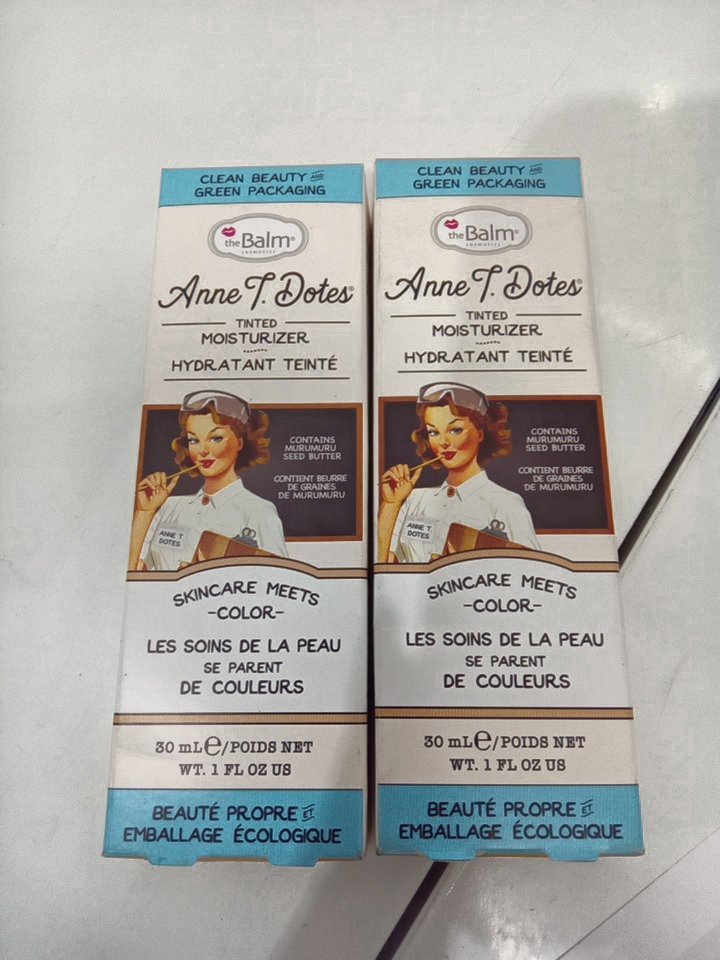 CLEAN BEAUTY AND
GREEN PACKAGING
theBalm®
cosmetics
Anne T. Dotes®
TINTED
MOISTURIZER
HYDRATANT TEINTÉ
CONTAINS
MURUMURU
SEED BUTTER
CONTIENT BEURRE
DE GRAINES
DE MURUMURU
ANNE T.
DOTES
SKINCARE MEETS
-COLOR-
LES SOINS DE LA PEAU
SE PARENT
DE COULEURS
30 mL℮/POIDS NET
WT. 1 FL OZ US
BEAUTÉ PROPRE ET
EMBALLAGE ÉCOLOGIQUE
CLEAN BEAUTY AND
GREEN PACKAGING
theBalm®
cosmetics
Anne T. Dotes®
TINTED
MOISTURIZER
HYDRATANT TEINTÉ
CONTAINS
MURUMURU
SEED BUTTER
CONTIENT BEURRE
DE GRAINES
DE MURUMURU
ANNE T.
DOTES
SKINCARE MEETS
-COLOR-
LES SOINS DE LA PEAU
SE PARENT
DE COULEURS
30 mL℮/POIDS NET
WT. 1 FL OZ US
BEAUTÉ PROPRE ET
EMBALLAGE ÉCOLOGIQUE